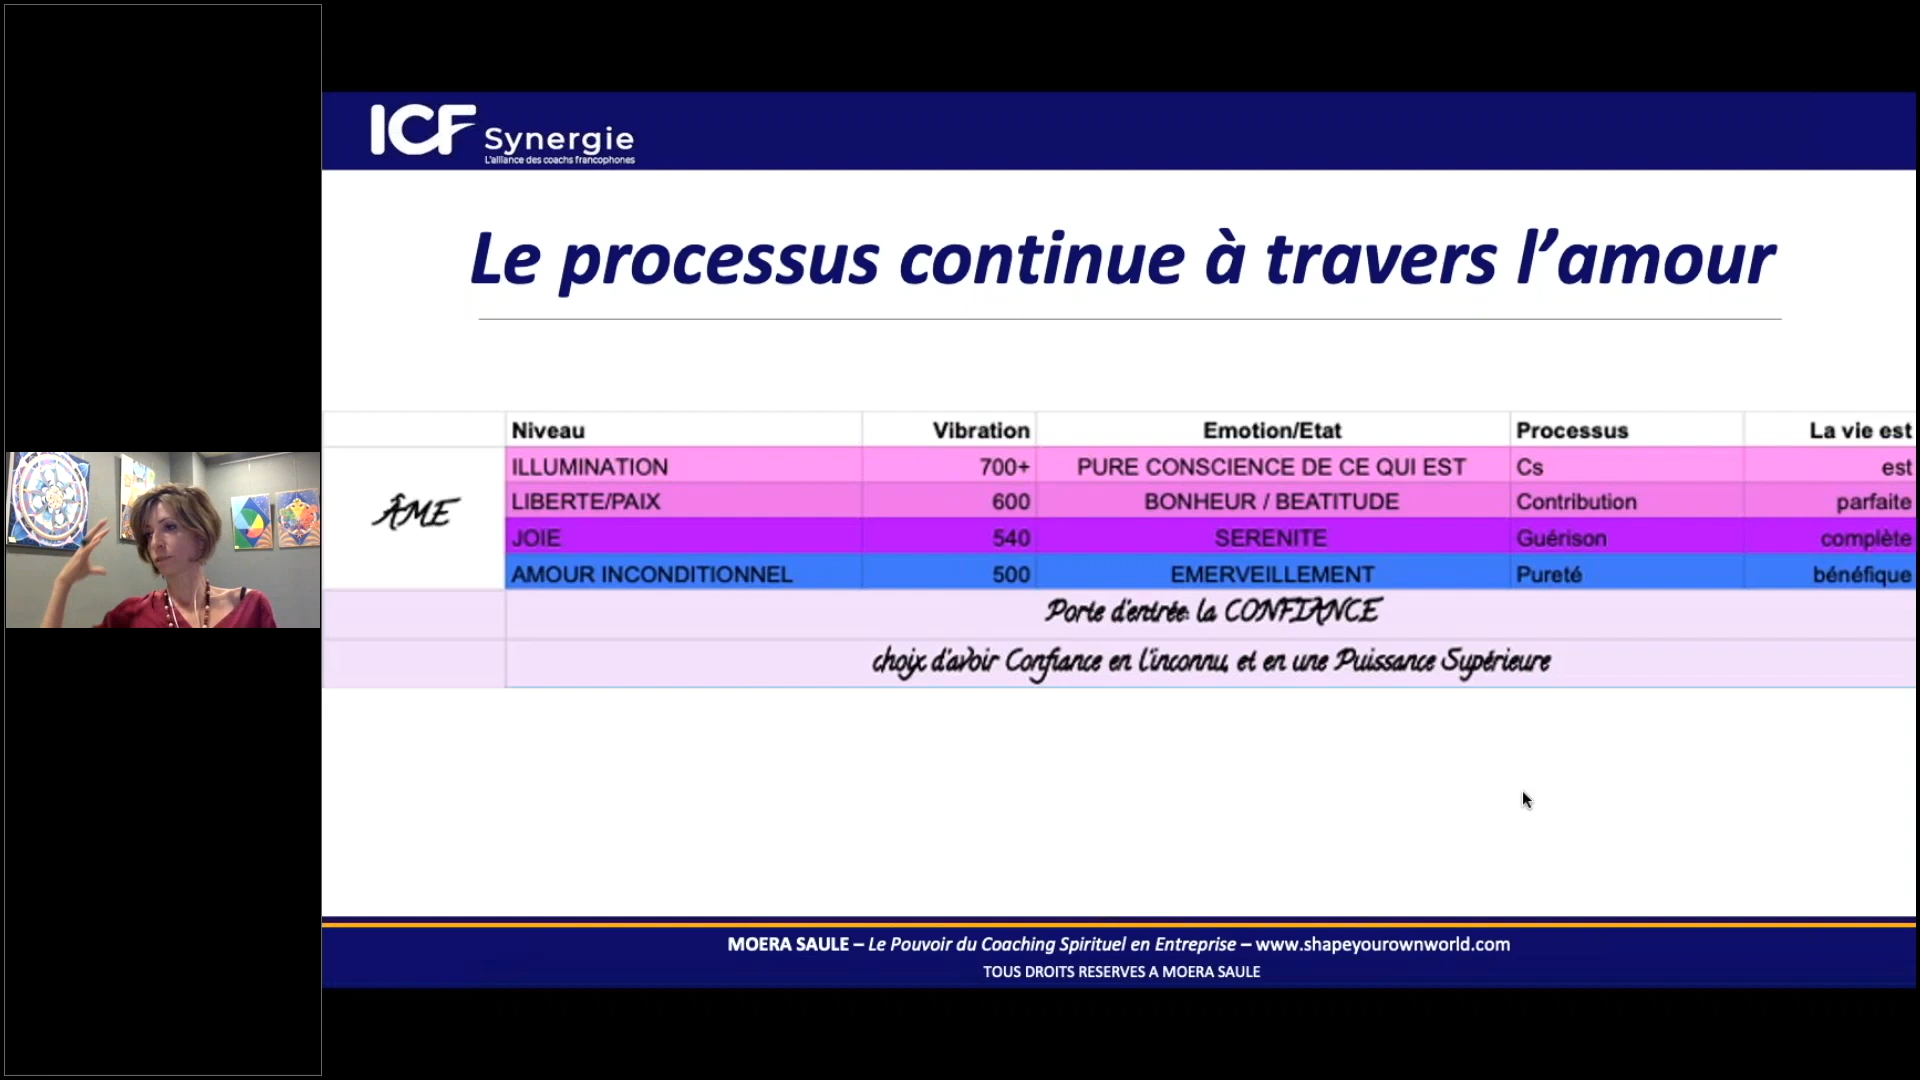 ICF Synergie
L'alliance des coachs francophones
Le processus continue à travers l’amour
Niveau Vibration Emotion/Etat Processus La vie est
ÂME
ILLUMINATION 700+ PURE CONSCIENCE DE CE QUI EST Cs est
LIBERTE/PAIX 600 BONHEUR / BEATITUDE Contribution parfaite
JOIE 540 SERENITE Guérison complète
AMOUR INCONDITIONNEL 500 EMERVEILLEMENT Pureté bénéfique
Porte d'entrée: la CONFIANCE
choix d'avoir Confiance en l'inconnu, et en une Puissance Supérieure
MOERA SAULE – Le Pouvoir du Coaching Spirituel en Entreprise – www.shapeyourownworld.com
TOUS DROITS RESERVES A MOERA SAULE